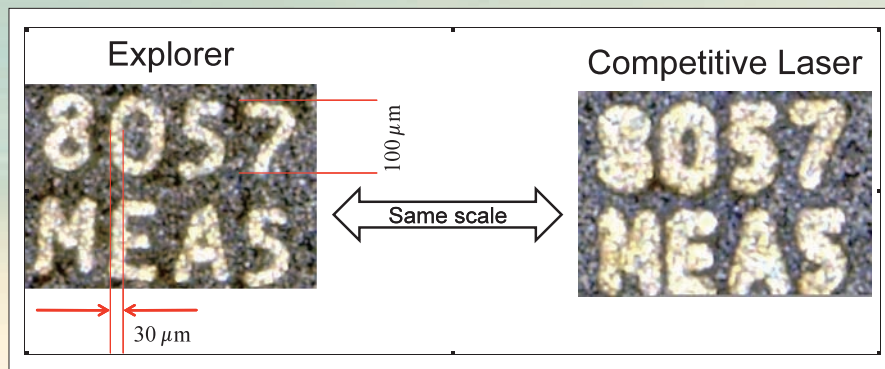 Explorer
Competitive Laser
8057
MEAS
100 µm
Same scale
8057
MEAS
30 µm